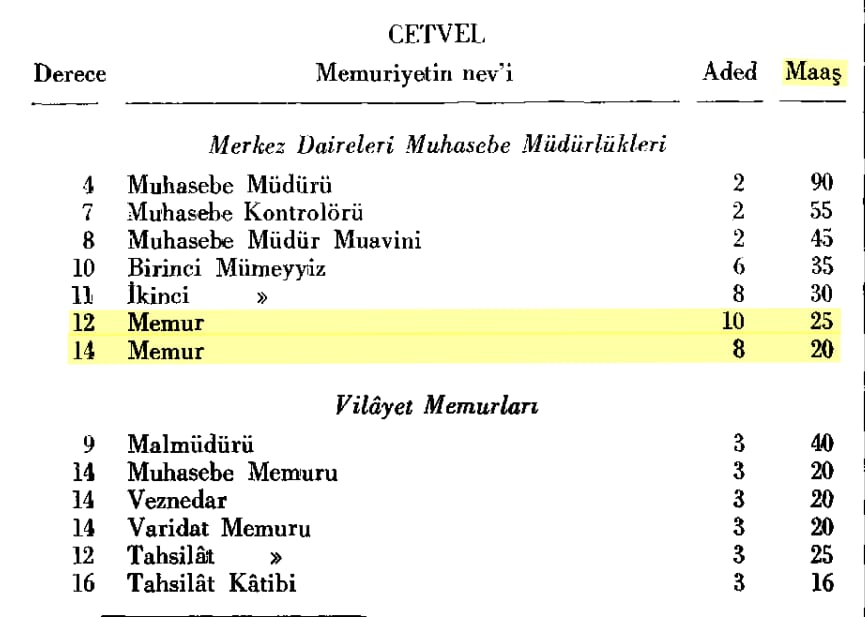 CETVEL
Derece Memuriyetin nev'i Aded Maaş
Merkez Daireleri Muhasebe Müdürlükleri
4 Muhasebe Müdürü 2 90
7 Muhasebe Kontrolörü 2 55
8 Muhasebe Müdür Muavini 2 45
10 Birinci Mümeyyiz 6 35
11 İkinci » 8 30
12 Memur 10 25
14 Memur 8 20
Vilâyet Memurları
9 Malmüdürü 3 40
14 Muhasebe Memuru 3 20
14 Veznedar 3 20
14 Varidat Memuru 3 20
12 Tahsilât » 3 25
16 Tahsilât Kâtibi 3 16